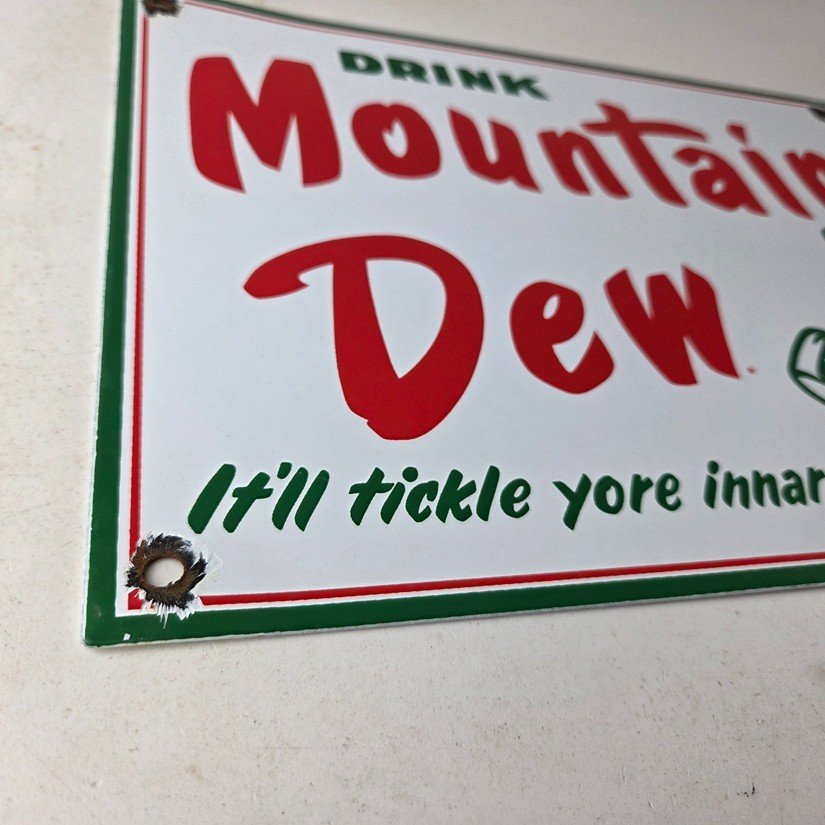 DRINK
Mountain
Dew.
It'll tickle yore innar